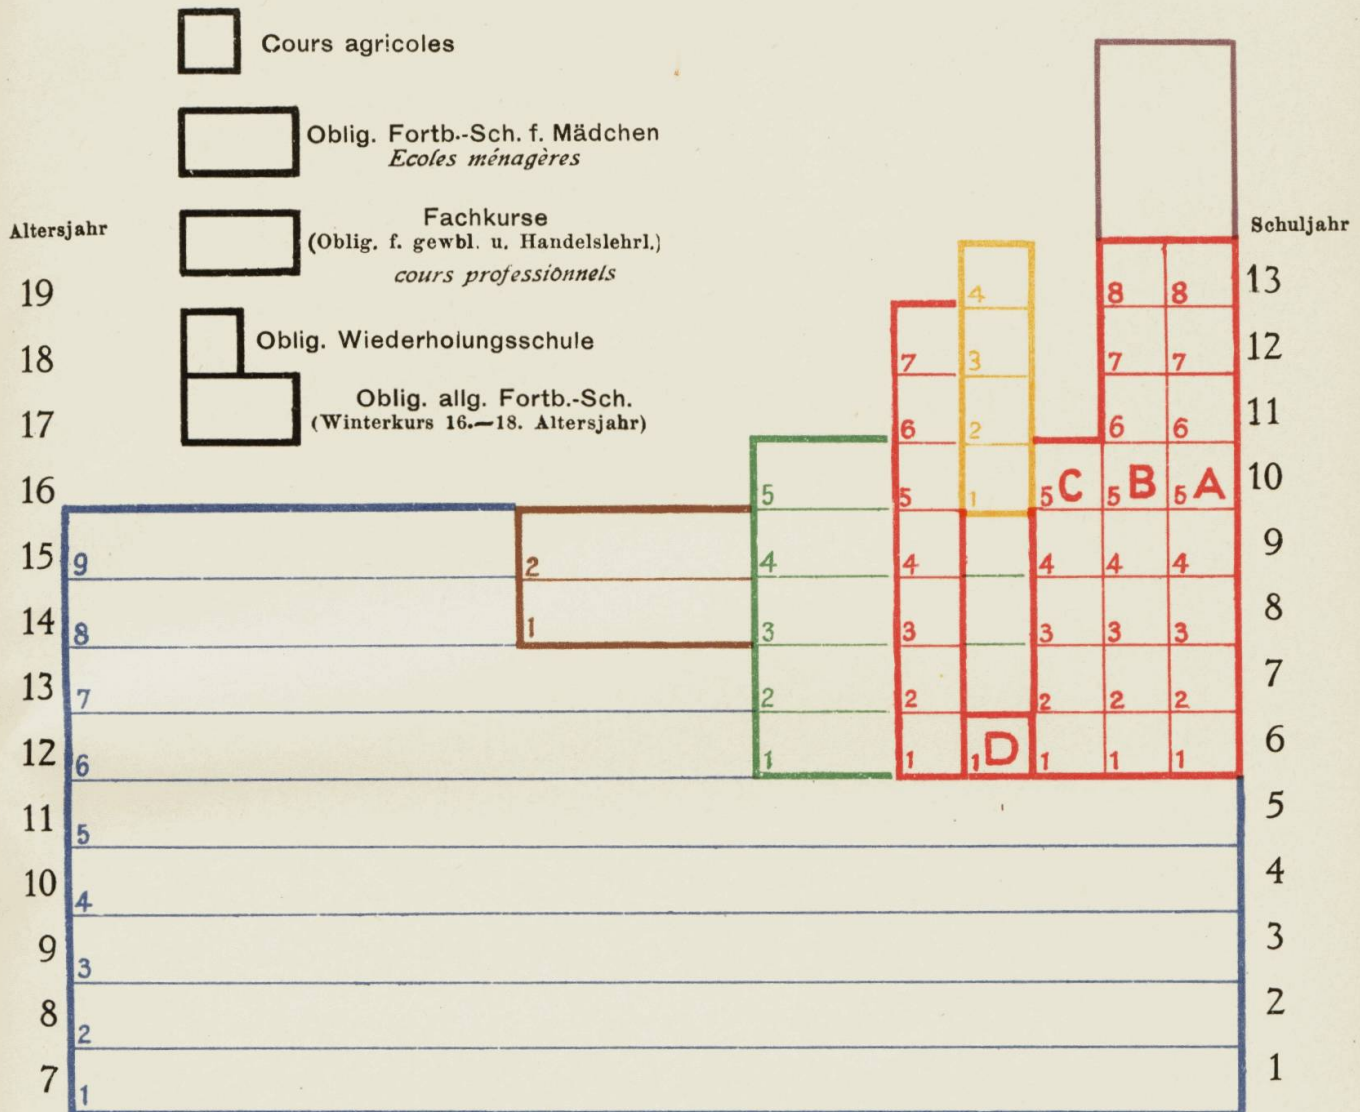 Cours agricoles
Oblig. Fortb.-Sch. f. Mädchen
Ecoles ménagères
Fachkurse
(Oblig. f. gewbl. u. Handelslehrl.)
cours professionnels
Oblig. Wiederholungsschule
Oblig. allg. Fortb.-Sch.
(Winterkurs 16.—18. Altersjahr)
Altersjahr
Schuljahr
19 4 8 8 13
18 7 3 7 7 12
17 6 2 6 6 11
16 5 5 1 5 C 5 B 5 A 10
15 9 2 4 4 4 4 4 9
14 8 1 3 3 3 3 3 8
13 7 2 2 2 2 2 7
12 6 1 1 1 D 1 1 1 6
11 5 5
10 4 4
9 3 3
8 2 2
7 1 1